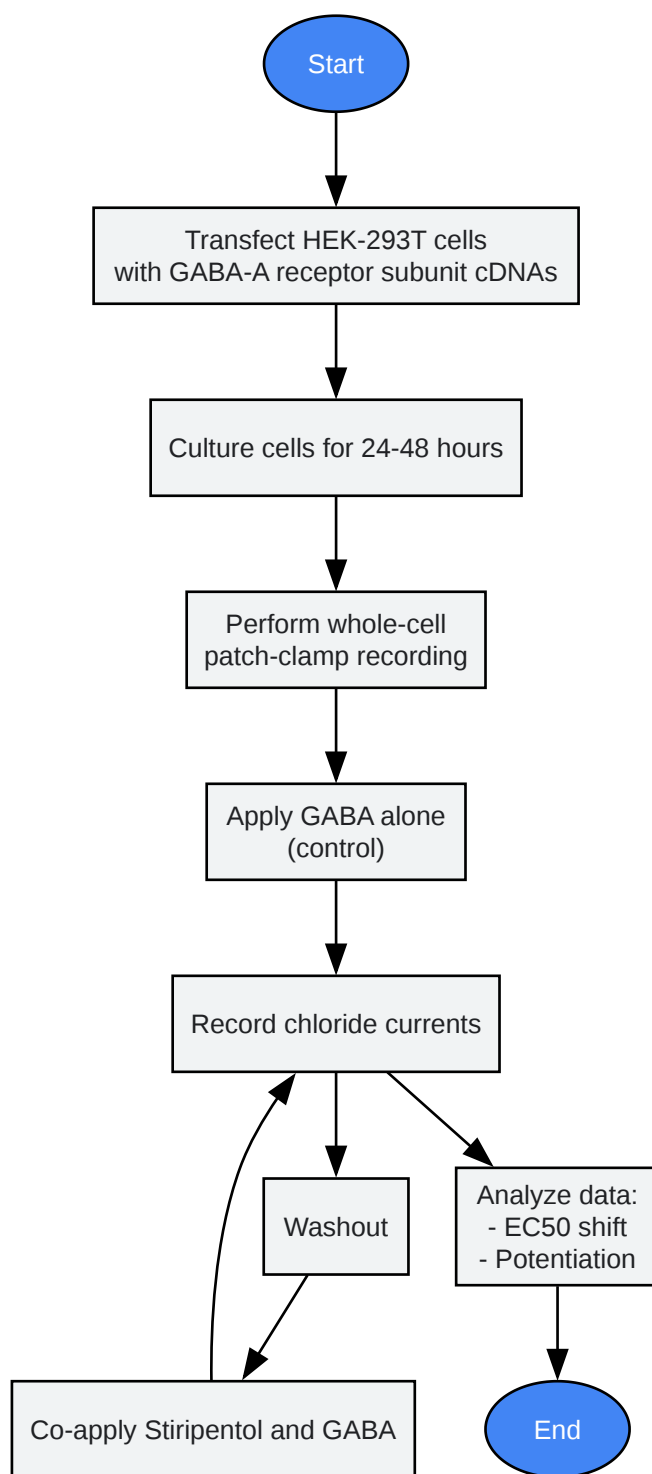 Start
Transfect HEK-293T cells
with GABA-A receptor subunit cDNAs
Culture cells for 24-48 hours
Perform whole-cell
patch-clamp recording
Apply GABA alone
(control)
Record chloride currents
Washout
Analyze data:
- EC50 shift
- Potentiation
Co-apply Stiripentol and GABA
End